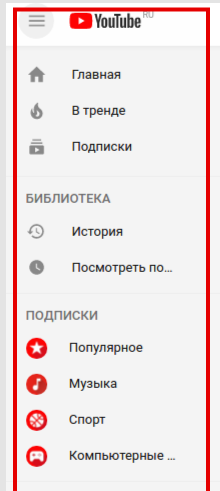 YouTube RU
Главная
В тренде
Подписки
БИБЛИОТЕКА
История
Посмотреть по...
ПОДПИСКИ
Популярное
Музыка
Спорт
Компьютерные ...